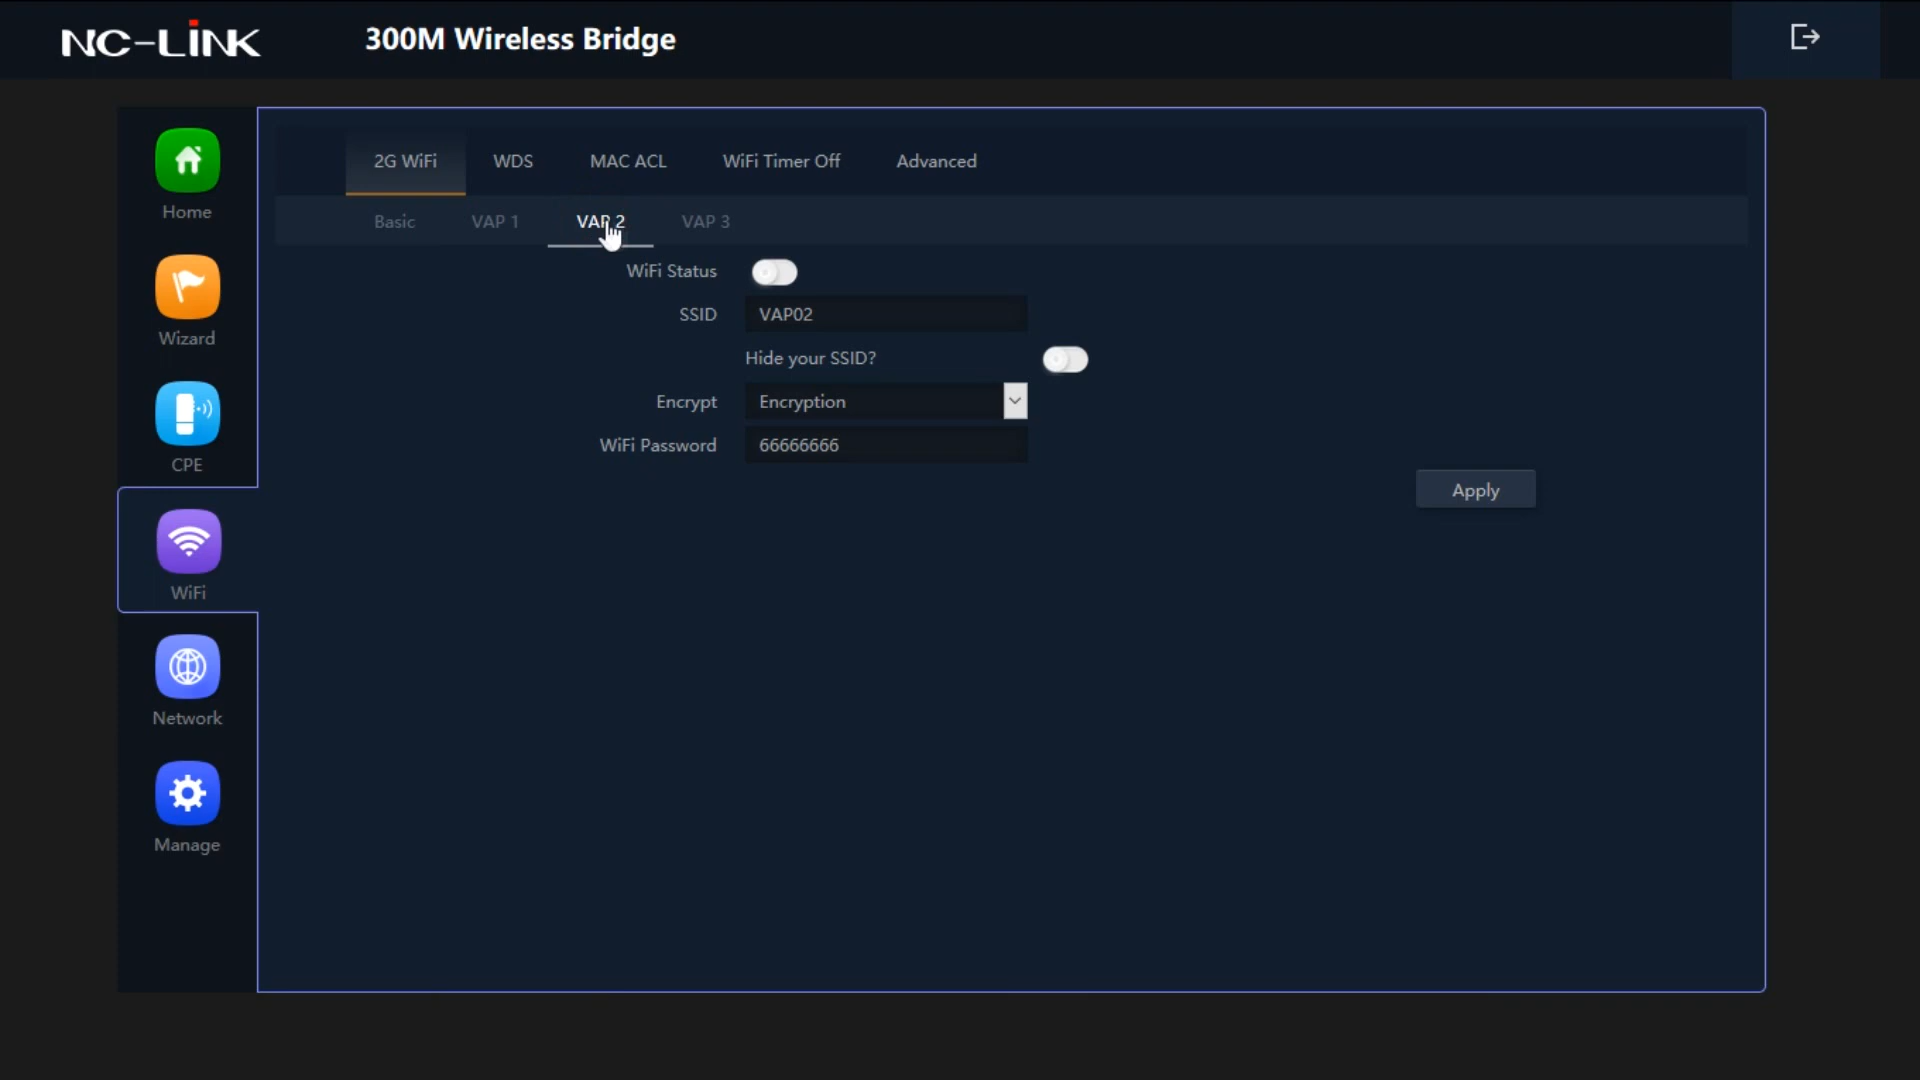 NC-LiNK
300M Wireless Bridge
Home
Wizard
CPE
WiFi
Network
Manage
2G WiFi WDS MAC ACL WiFi Timer Off Advanced
Basic VAP 1 VAP 2 VAP 3
WiFi Status
SSID VAP02
Hide your SSID?
Encrypt Encryption
WiFi Password 66666666
Apply